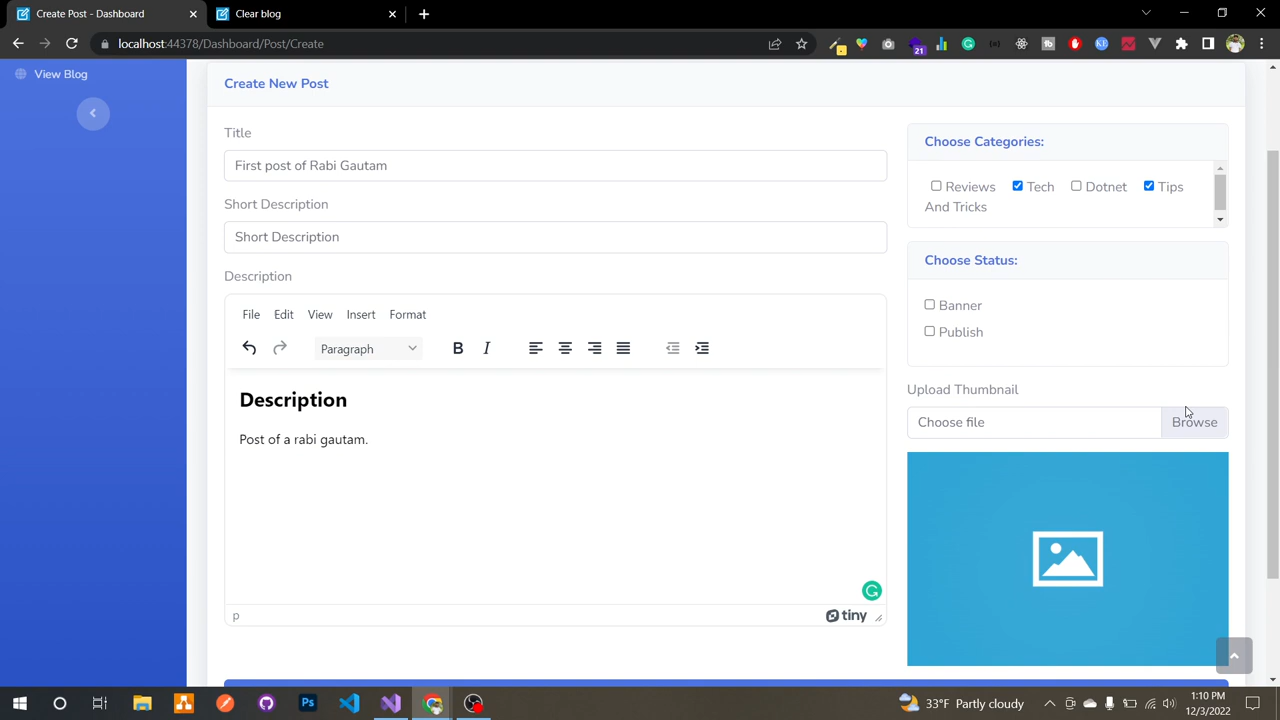 Create Post - Dashboard
Clear blog
localhost:44378/Dashboard/Post/Create
21
View Blog
Create New Post
Title
First post of Rabi Gautam
Short Description
Short Description
Description
File Edit View Insert Format
Paragraph B I
Description
Post of a rabi gautam.
p
tiny
Choose Categories:
Reviews Tech Dotnet Tips
And Tricks
Choose Status:
Banner
Publish
Upload Thumbnail
Choose file Browse
33°F Partly cloudy
1:10 PM
12/3/2022